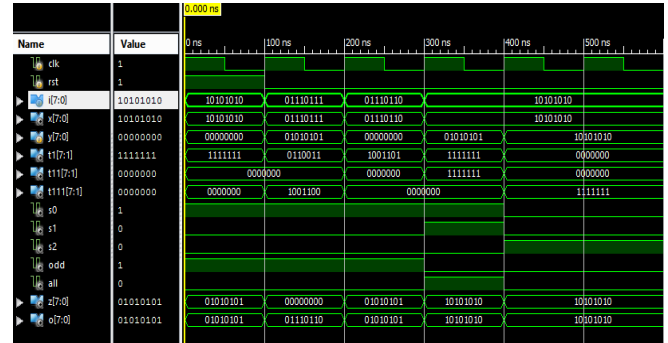 0.000 ns
Name Value 0 ns 100 ns 200 ns 300 ns 400 ns 500 ns
clk 1
rst 1
i[7:0] 10101010 10101010 01110111 01110110 10101010
x[7:0] 10101010 10101010 01110111 01110110 10101010
y[7:0] 00000000 00000000 01010101 00000000 01010101 10101010
t1[7:1] 1111111 1111111 0110011 1001101 1111111 0000000
t11[7:1] 0000000 0000000 0000000 1111111 0000000
t111[7:1] 0000000 0000000 1001100 0000000 1111111
s0 1
s1 0
s2 0
odd 1
all 0
z[7:0] 01010101 01010101 00000000 01010101 10101010 10101010
o[7:0] 01010101 01010101 01110110 01010101 10101010 10101010